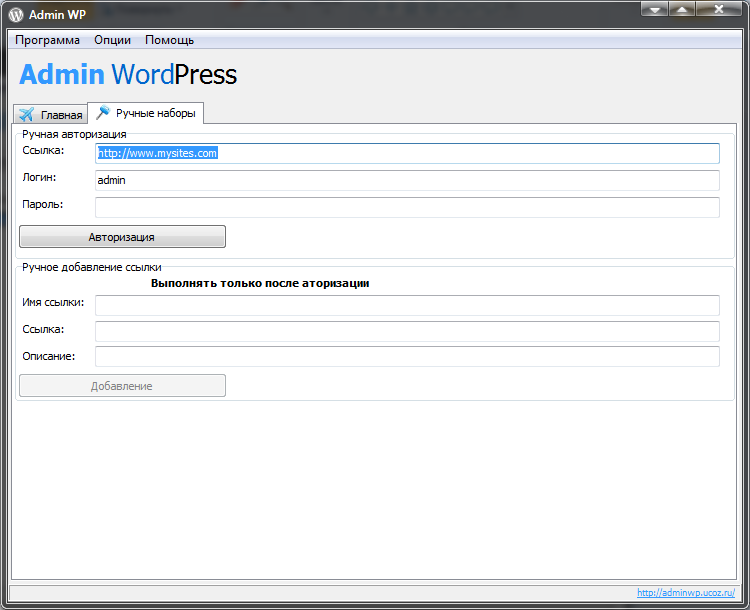 Admin WP
Программа Опции Помощь
Admin WordPress
Главная Ручные наборы
Ручная авторизация
Ссылка: http://www.mysites.com
Логин: admin
Пароль:
Авторизация
Ручное добавление ссылки
Выполнять только после аторизации
Имя ссылки:
Ссылка:
Описание:
Добавление
http://adminwp.ucoz.ru/